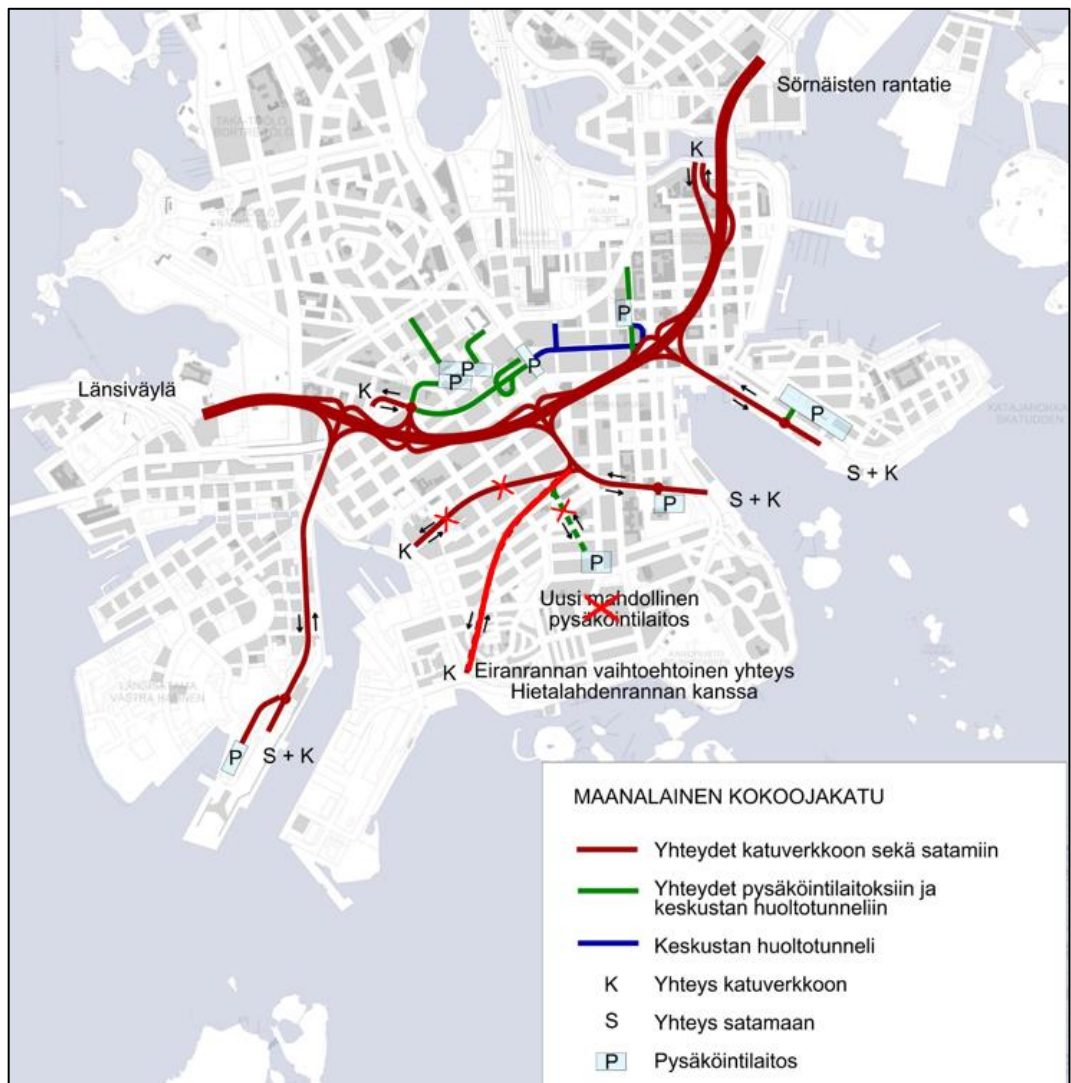 Sörnäisten rantatie
K
P
Länsiväylä
K
P
P
P
P
S + K
P
S + K
K
P
Uusi mahdollinen
pysäköintilaitos
K
Eiranrannan vaihtoehtoinen yhteys
Hietalahdenrannan kanssa
P
S + K
MAANALAINEN KOKOOJAKATU
Yhteydet katuverkkoon sekä satamiin
Yhteydet pysäköintilaitoksiin ja
keskustan huoltotunneliin
Keskustan huoltotunneli
K Yhteys katuverkkoon
S Yhteys satamaan
P Pysäköintilaitos